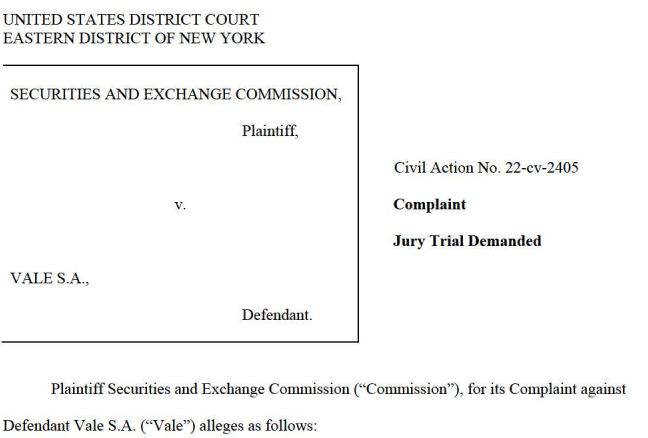 UNITED STATES DISTRICT COURT
EASTERN DISTRICT OF NEW YORK
SECURITIES AND EXCHANGE COMMISSION,
Plaintiff,
Civil Action No. 22-cv-2405
v.
Complaint
Jury Trial Demanded
VALE S.A.,
Defendant.
Plaintiff Securities and Exchange Commission (“Commission”), for its Complaint against
Defendant Vale S.A. (“Vale”) alleges as follows: